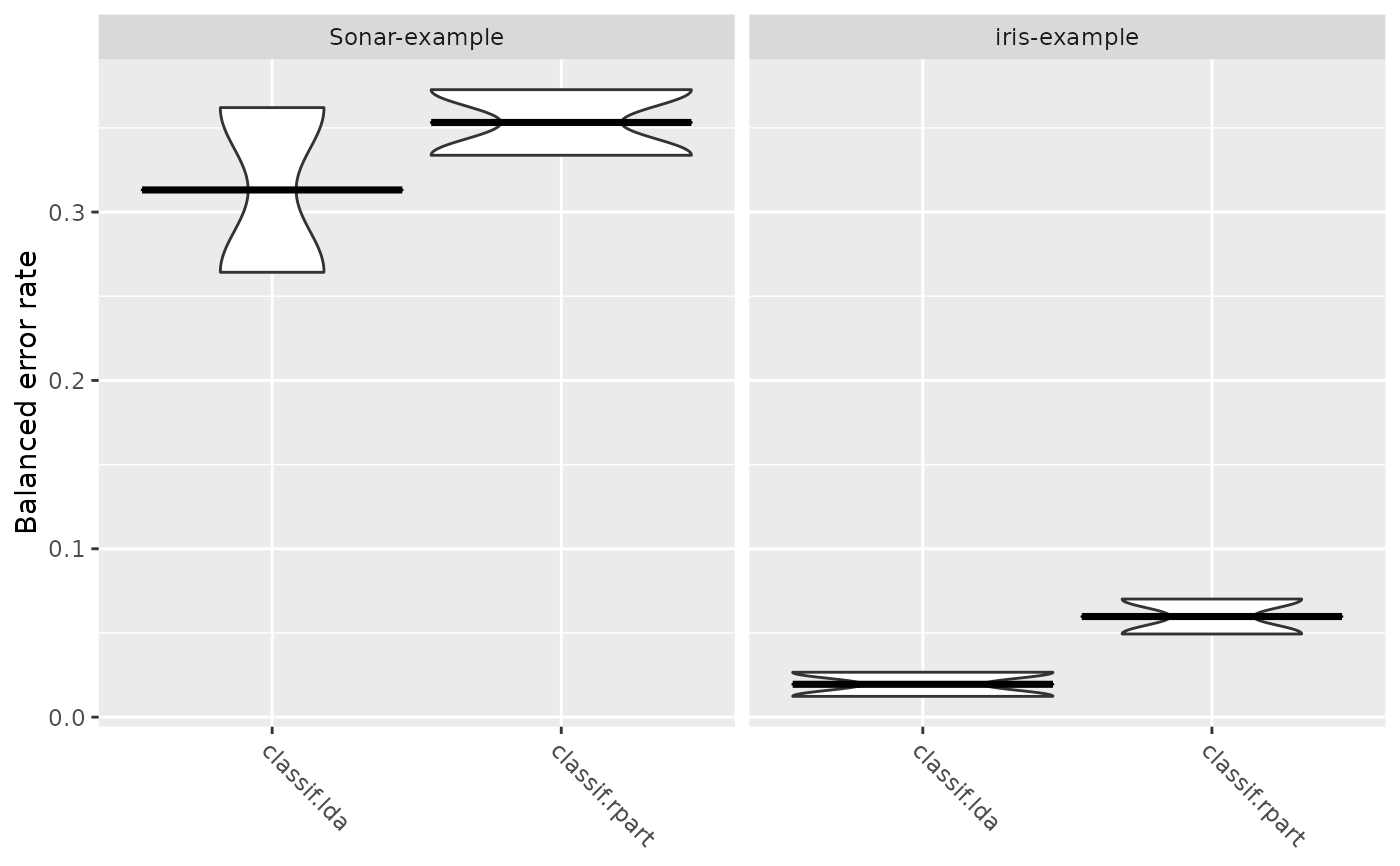 Sonar-example
iris-example
Balanced error rate
0.3
0.2
0.1
0.0
classif.lda
classif.rpart
classif.lda
classif.rpart